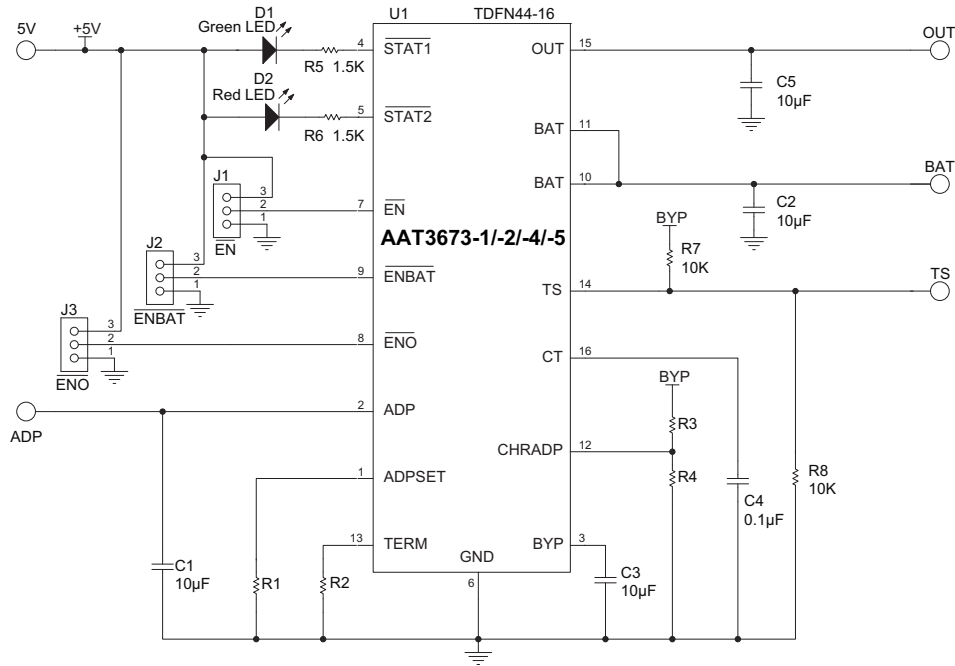 5V
+5V
D1
Green LED
R5 1.5K
4
D2
Red LED
R6 1.5K
5
U1
TDFN44-16
STAT1
STAT2
EN
AAT3673-1/-2/-4/-5
ENBAT
ENO
ADP
ADPSET
TERM
GND
6
OUT
BAT
BAT
TS
CT
CHRADP
BYP
J1
3
2
1
EN
7
J2
3
2
1
ENBAT
9
J3
3
2
1
ENO
8
ADP
2
1
13
C1
10µF
R1
R2
15
OUT
C5
10µF
11
10
BAT
C2
10µF
BYP
R7
10K
14
TS
16
BYP
R3
12
R4
C4
0.1µF
R8
10K
3
C3
10µF